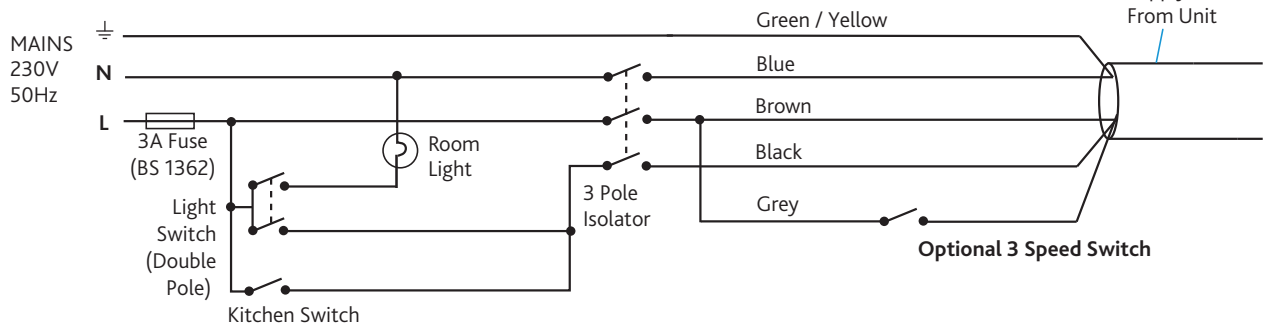 Green / Yellow
From Unit
MAINS
230V
50Hz
N
Blue
Brown
L
3A Fuse
(BS 1362)
Room
Light
Black
3 Pole
Isolator
Grey
Light
Switch
(Double
Pole)
Optional 3 Speed Switch
Kitchen Switch